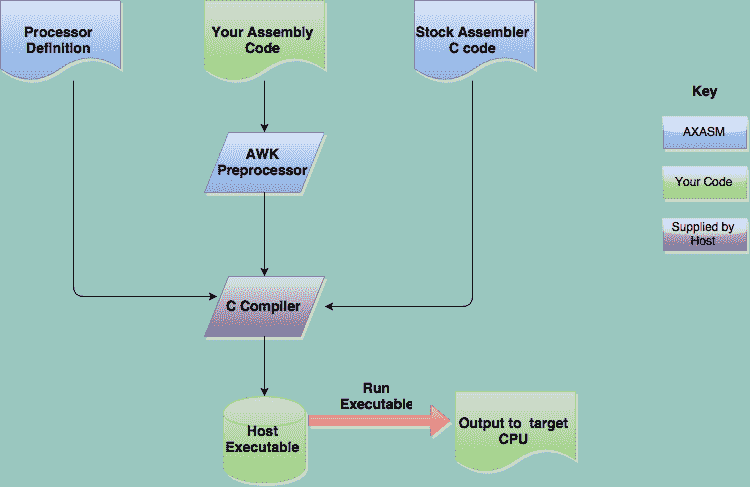 Processor
Definition
Your Assembly
Code
Stock Assembler
C code
Key
AXASM
AWK
Preprocessor
Your Code
Supplied by
Host
C Compiler
Run
Executable
Host
Executable
Output to target
CPU